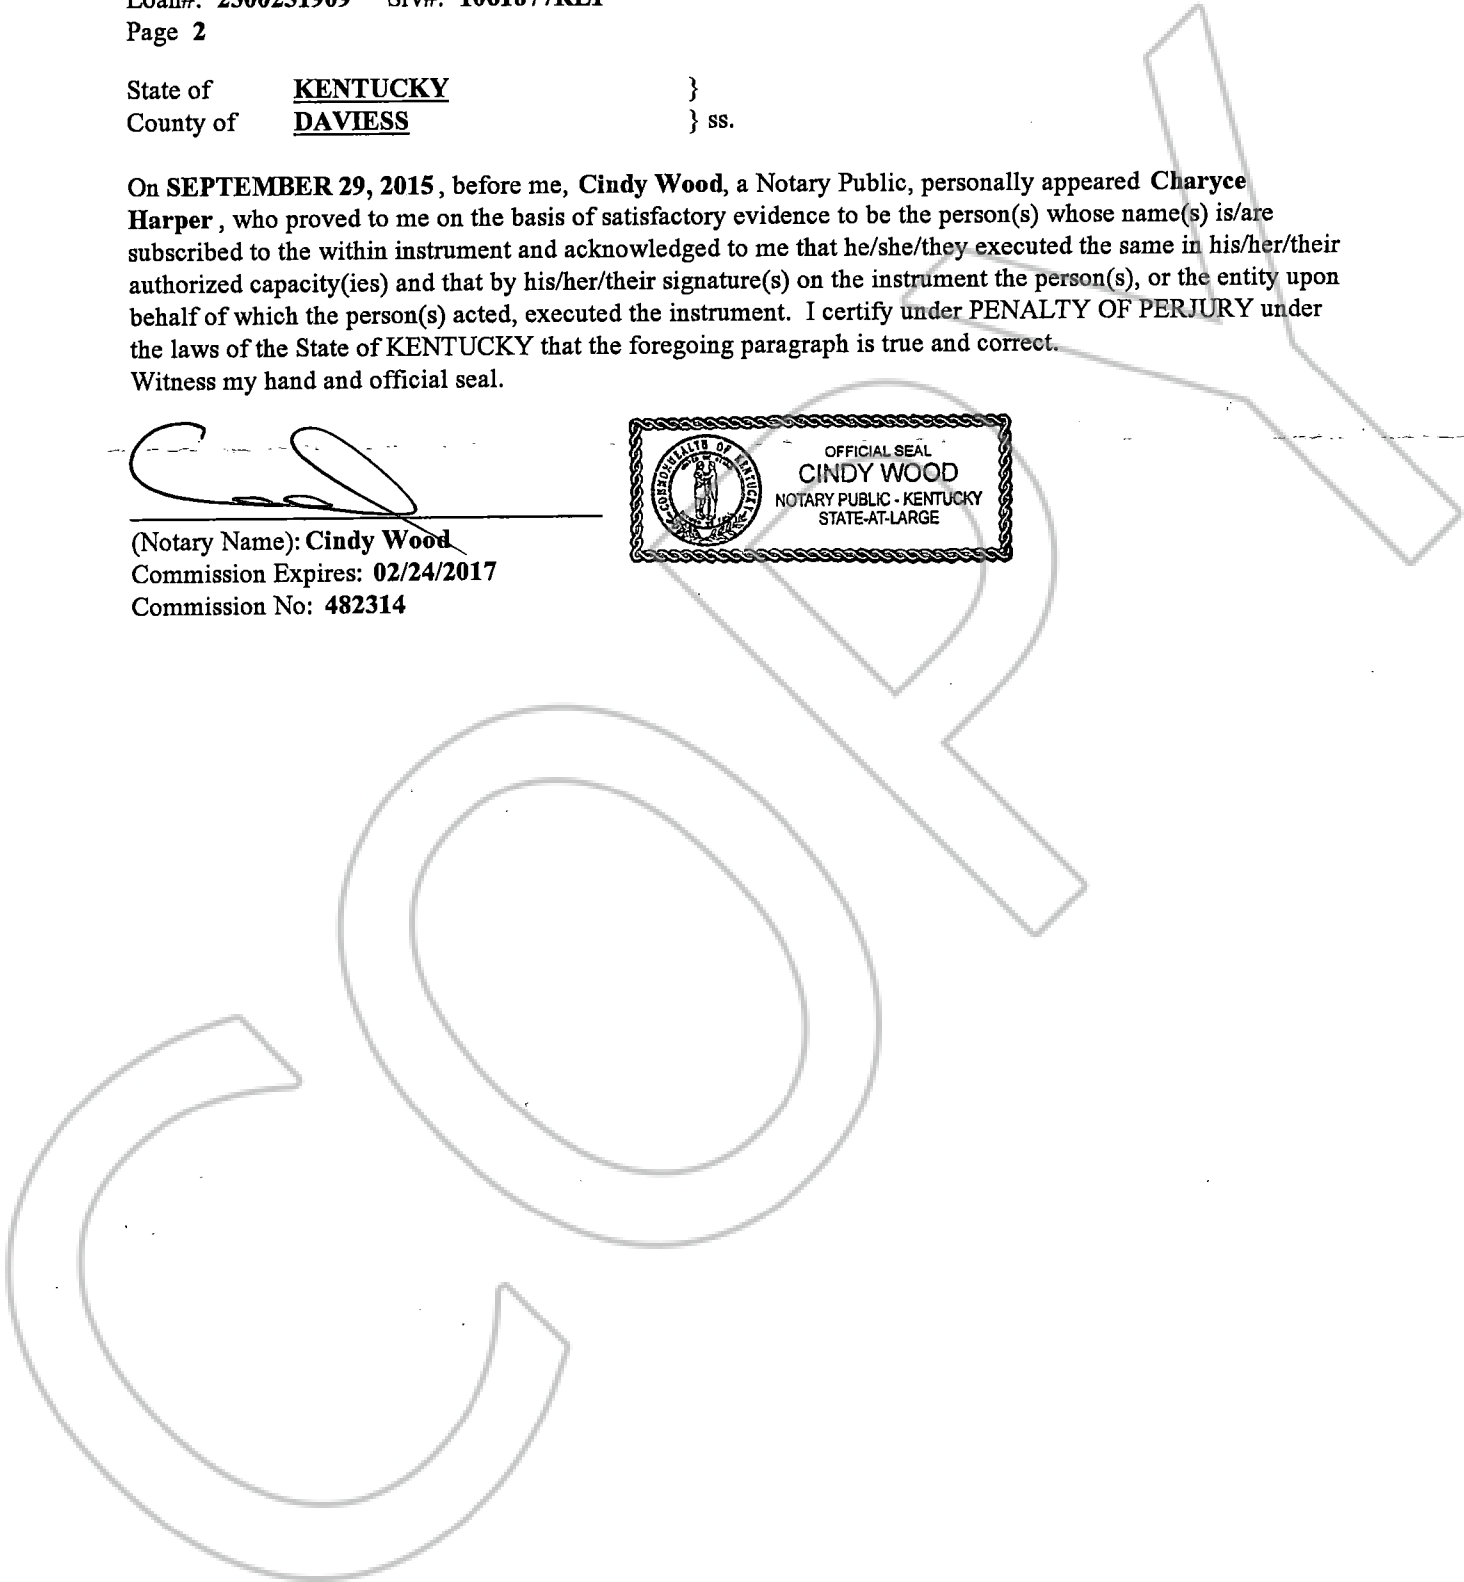 Page 2
State of KENTUCKY }
County of DAVIESS } ss.
On SEPTEMBER 29, 2015, before me, Cindy Wood, a Notary Public, personally appeared Charyce
Harper, who proved to me on the basis of satisfactory evidence to be the person(s) whose name(s) is/are
subscribed to the within instrument and acknowledged to me that he/she/they executed the same in his/her/their
authorized capacity(ies) and that by his/her/their signature(s) on the instrument the person(s), or the entity upon
behalf of which the person(s) acted, executed the instrument. I certify under PENALTY OF PERJURY under
the laws of the State of KENTUCKY that the foregoing paragraph is true and correct.
Witness my hand and official seal.
COMMONWEALTH OF KENTUCKY
OFFICIAL SEAL
CINDY WOOD
NOTARY PUBLIC - KENTUCKY
STATE-AT-LARGE
(Notary Name): Cindy Wood
Commission Expires: 02/24/2017
Commission No: 482314
COPY